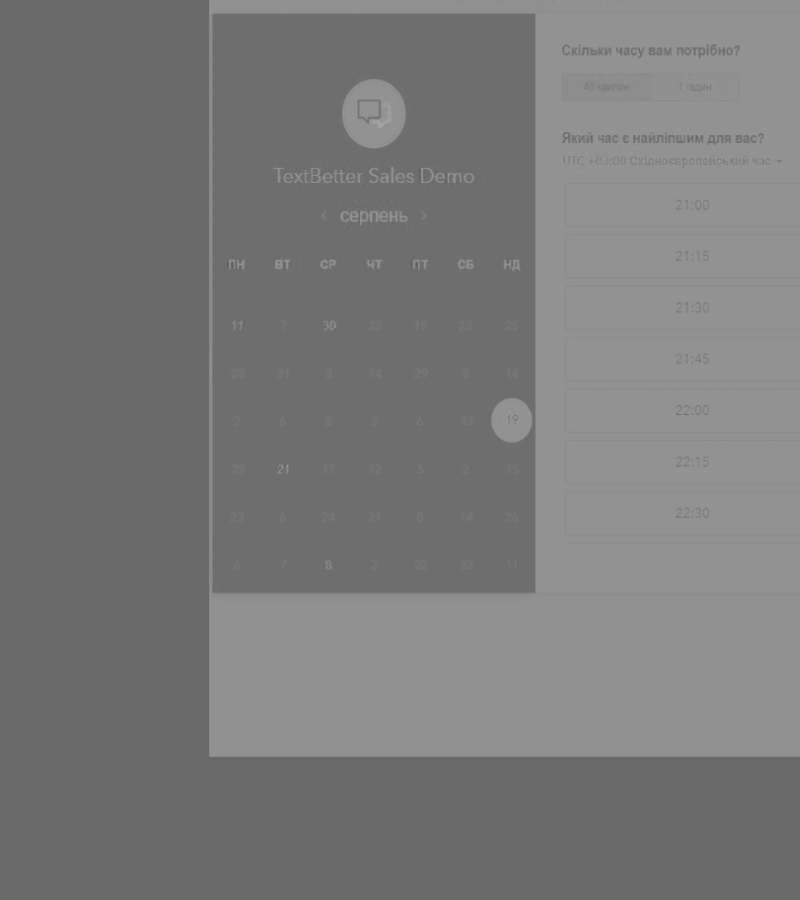 TextBetter Sales Demo
серпень
ПН ВТ СР ЧТ ПТ СБ НД
11 7 30 22 19 23 25
28 21 3 14 29 5 14
2 6 8 2 6 13 19
29 21 17 12 5 2 15
23 6 24 21 8 14 26
6 7 8 2 22 23 11
Скільки часу вам потрібно?
40 хвилин 1 годин
Який час є найліпшим для вас?
UTC +03:00 Східноєвропейський час
21:00
21:15
21:30
21:45
22:00
22:15
22:30